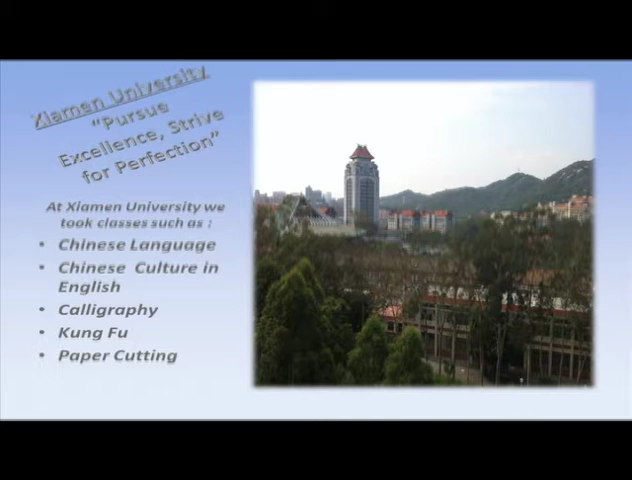 Xiamen University
"Pursue
Excellence, Strive
for Perfection"
At Xiamen University we
took classes such as :
• Chinese Language
• Chinese Culture in
English
• Calligraphy
• Kung Fu
• Paper Cutting